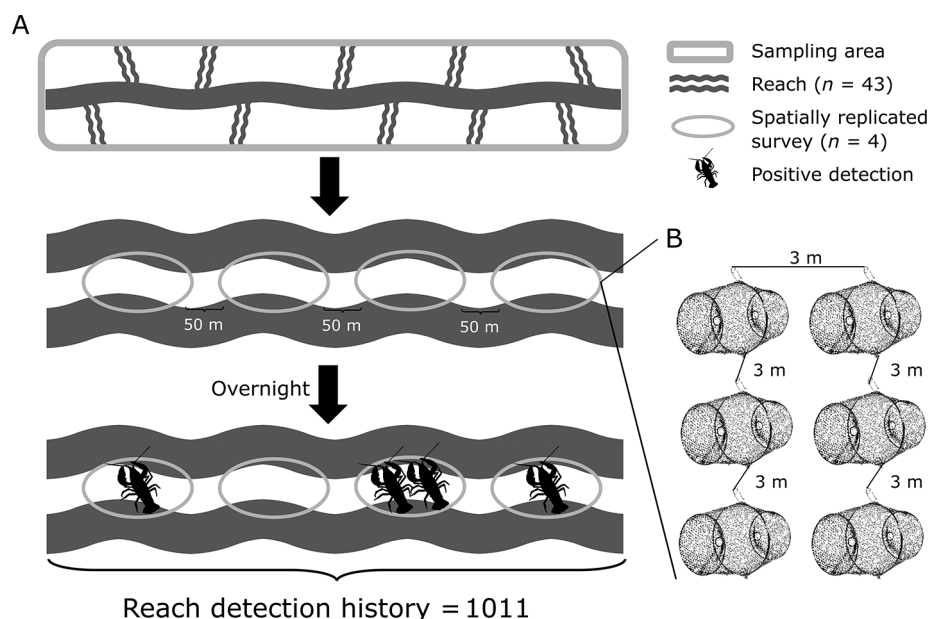 A
Sampling area
Reach (n = 43)
Spatially replicated
survey (n = 4)
Positive detection
50 m
50 m
50 m
Overnight
Reach detection history = 1011
B
3 m
3 m
3 m
3 m
3 m